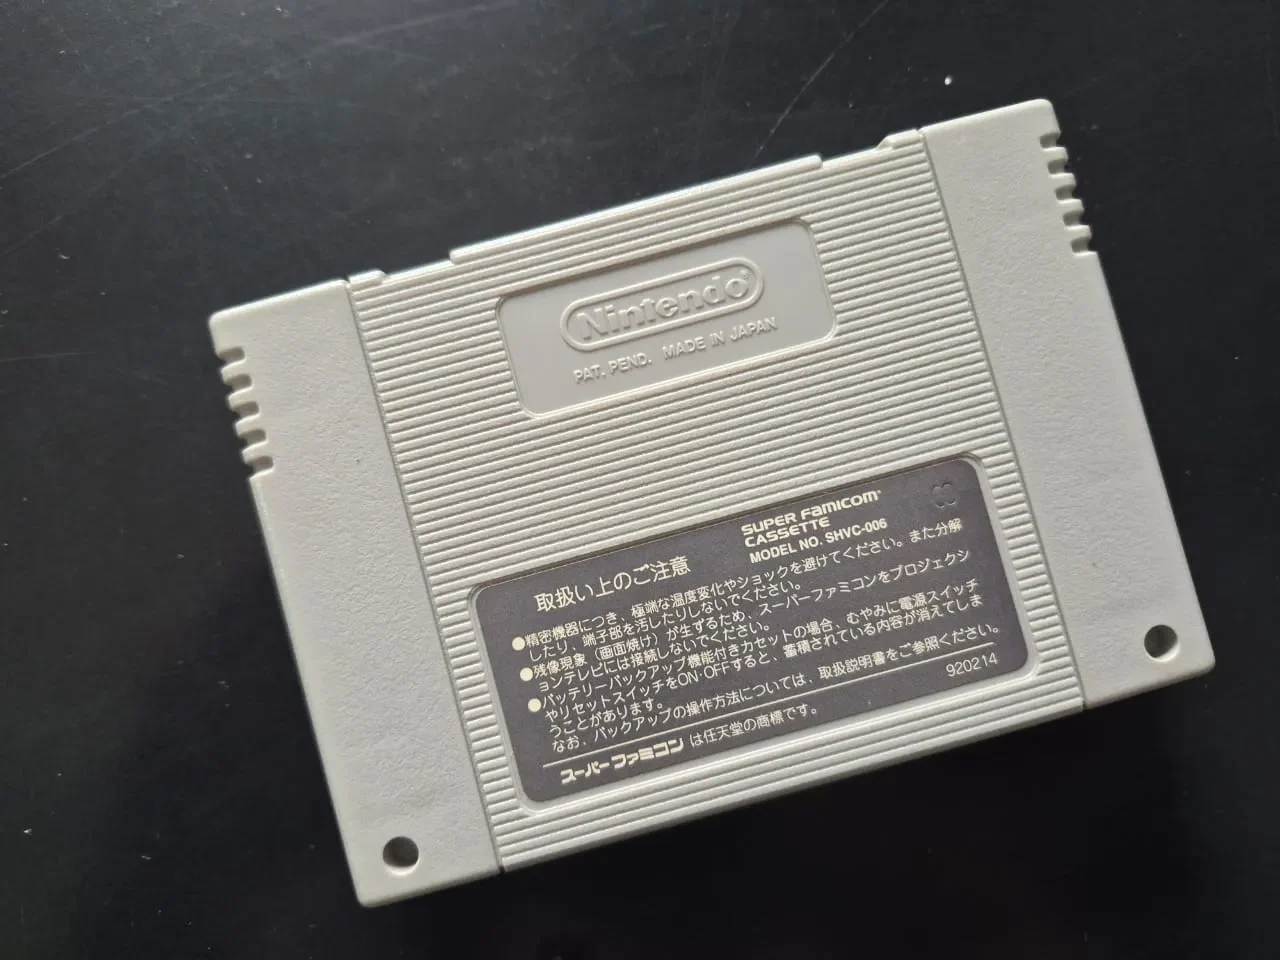 Nintendo®
PAT. PEND. MADE IN JAPAN
SUPER FAMICOM
CASSETTE
MODEL NO. SHVC-006
取扱い上のご注意
●精密機器につき、極端な温度変化やショックを避けてください。また分解
したり、端子部を汚したりしないでください。
●残像現象（画面焼け）が生ずるため、スーパーファミコンをプロジェクシ
ョンテレビには接続しないでください。
●バッテリーバックアップ機能付きカセットの場合、むやみに電源スイッチ
やリセットスイッチをON·OFFすると、蓄積されている内容が消えてしま
うことがあります。
なお、バックアップの操作方法については、取扱説明書をご参照ください。
920214
スーパーファミコンは任天堂の商標です。